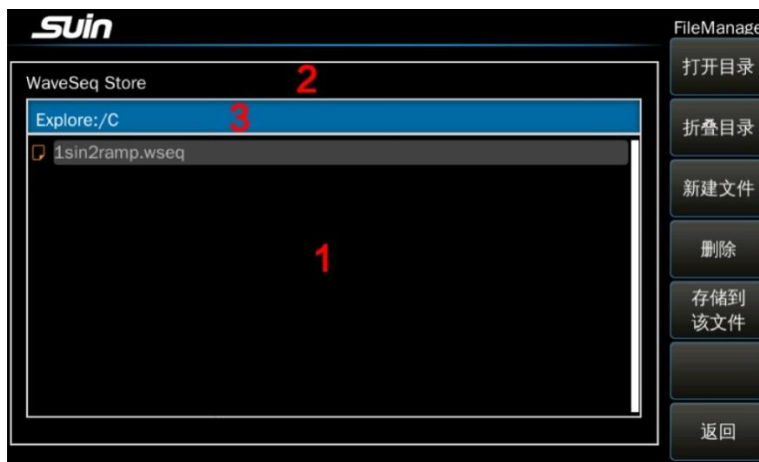 SUin
FileManage
WaveSeq Store
2
Explore:/C
3
1sin2ramp.wseq
1
打开目录
折叠目录
新建文件
删除
存储到
该文件
返回